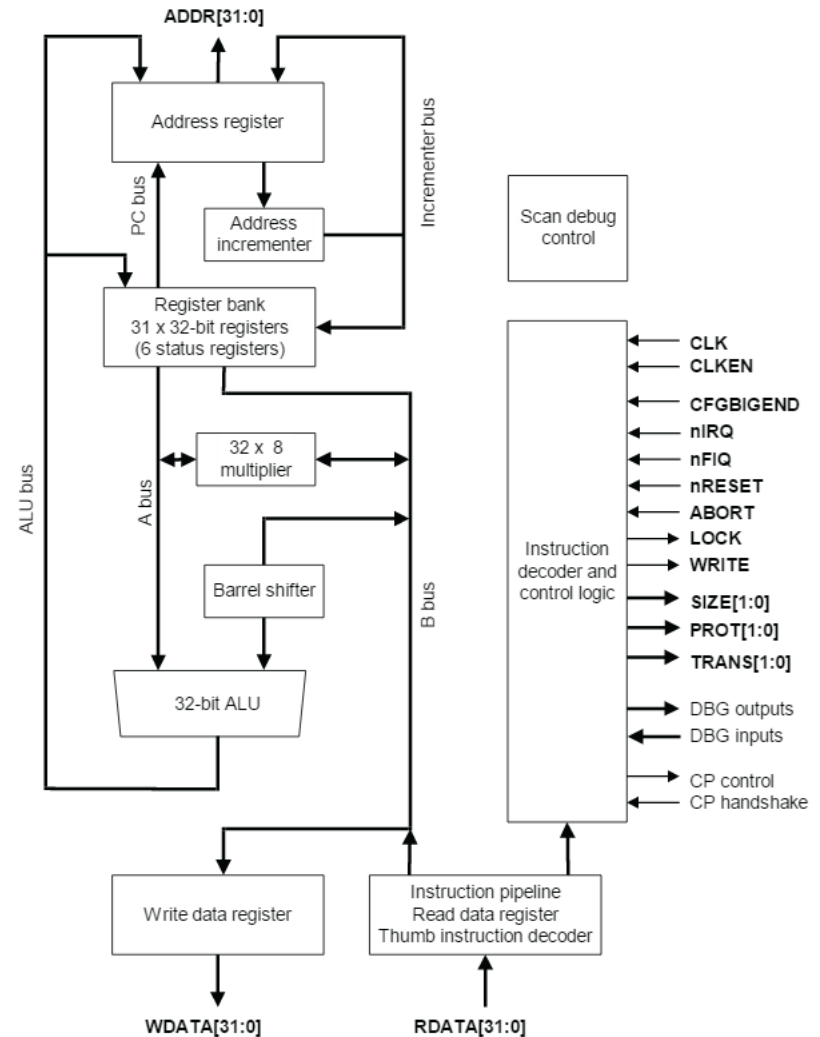 ADDR[31:0]
Address register
PC bus
Incrementer bus
Address
incrementer
Scan debug
control
Register bank
31 x 32-bit registers
(6 status registers)
ALU bus
A bus
32 x 8
multiplier
Barrel shifter
B bus
32-bit ALU
Instruction
decoder and
control logic
CLK
CLKEN
CFGBIGEND
nIRQ
nFIQ
nRESET
ABORT
LOCK
WRITE
SIZE[1:0]
PROT[1:0]
TRANS[1:0]
DBG outputs
DBG inputs
CP control
CP handshake
Write data register
Instruction pipeline
Read data register
Thumb instruction decoder
WDATA[31:0]
RDATA[31:0]